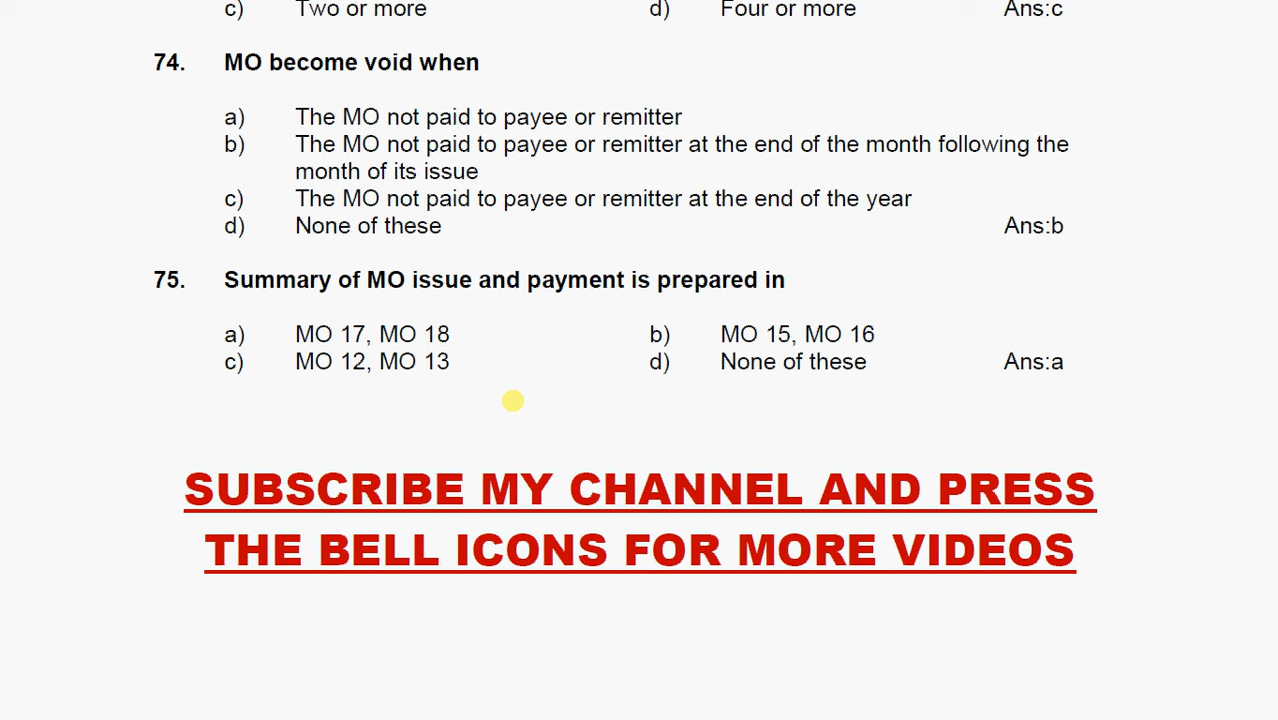 c) Two or more d) Four or more Ans:c
74. MO become void when
a) The MO not paid to payee or remitter
b) The MO not paid to payee or remitter at the end of the month following the
month of its issue
c) The MO not paid to payee or remitter at the end of the year
d) None of these Ans:b
75. Summary of MO issue and payment is prepared in
a) MO 17, MO 18 b) MO 15, MO 16
c) MO 12, MO 13 d) None of these Ans:a
SUBSCRIBE MY CHANNEL AND PRESS
THE BELL ICONS FOR MORE VIDEOS